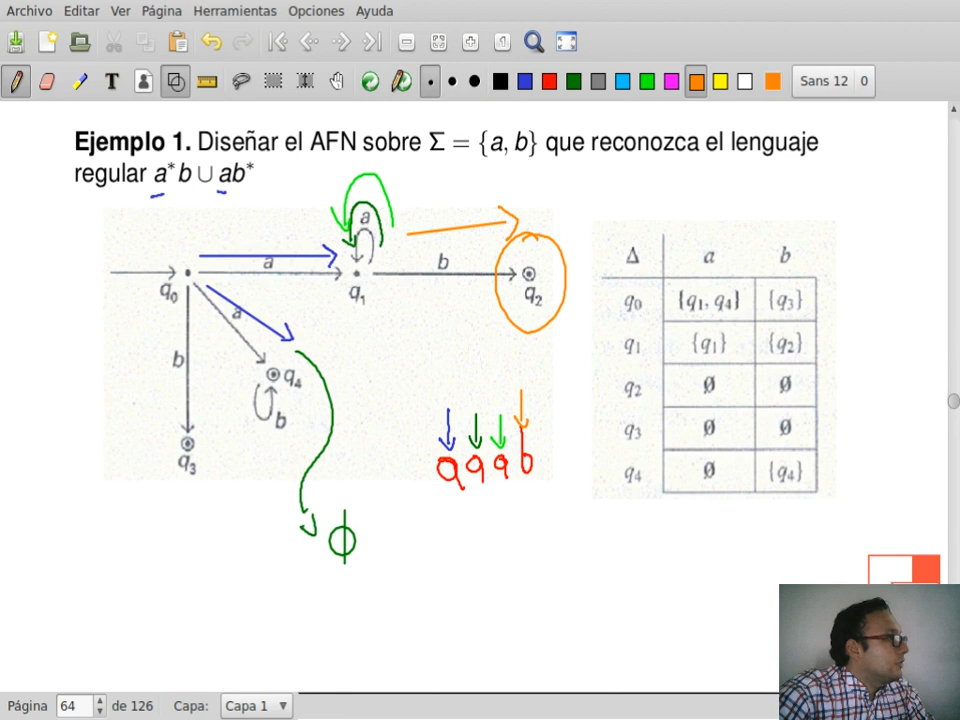 Archivo Editar Ver Página Herramientas Opciones Ayuda
T Sans 12 0
Ejemplo 1. Diseñar el AFN sobre Σ = {a, b} que reconozca el lenguaje
regular a*b ∪ ab*
a
a
b
q0
q1
q2
a
b
q4
b
q3
a a a b
ϕ
Δ a b
q0 {q1, q4} {q3}
q1 {q1} {q2}
q2 ∅ ∅
q3 ∅ ∅
q4 ∅ {q4}
Página 64 de 126 Capa: Capa 1